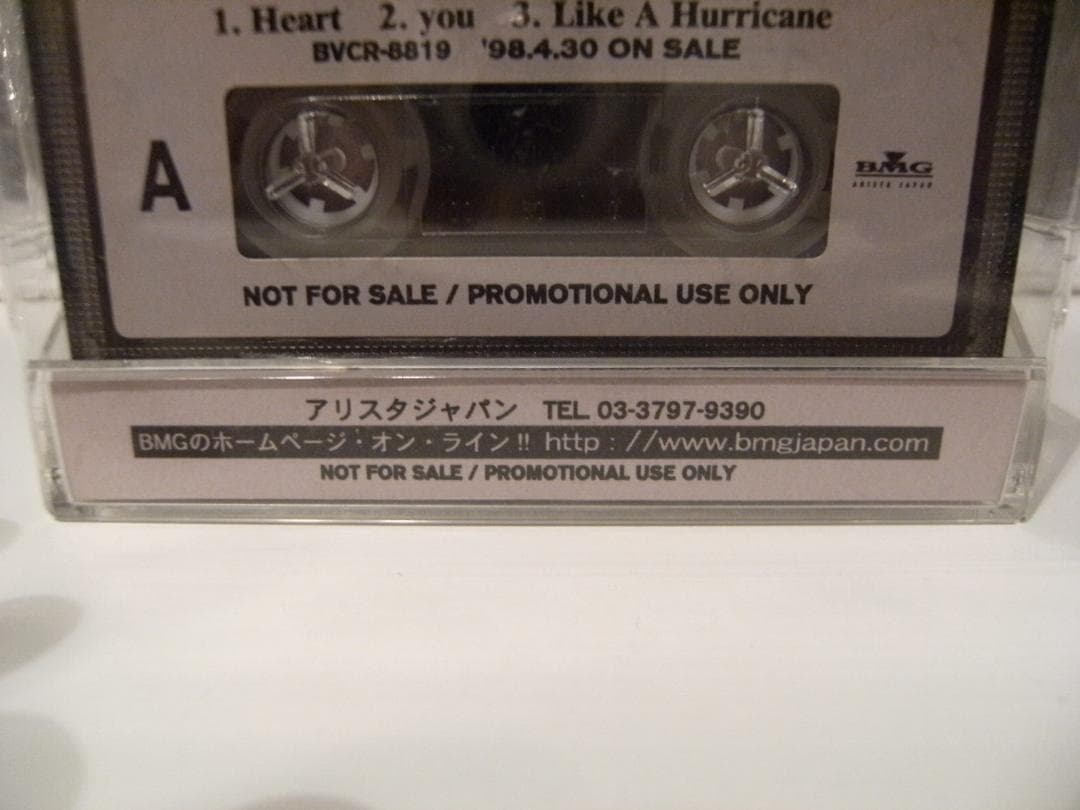 1. Heart 2. you 3. Like A Hurricane
BVCR-8819 '98.4.30 ON SALE
A
BMG
ARISTA JAPAN
NOT FOR SALE / PROMOTIONAL USE ONLY
アリスタジャパン TEL 03-3797-9390
BMGのホームページ・オン・ライン!! http://www.bmgjapan.com
NOT FOR SALE / PROMOTIONAL USE ONLY